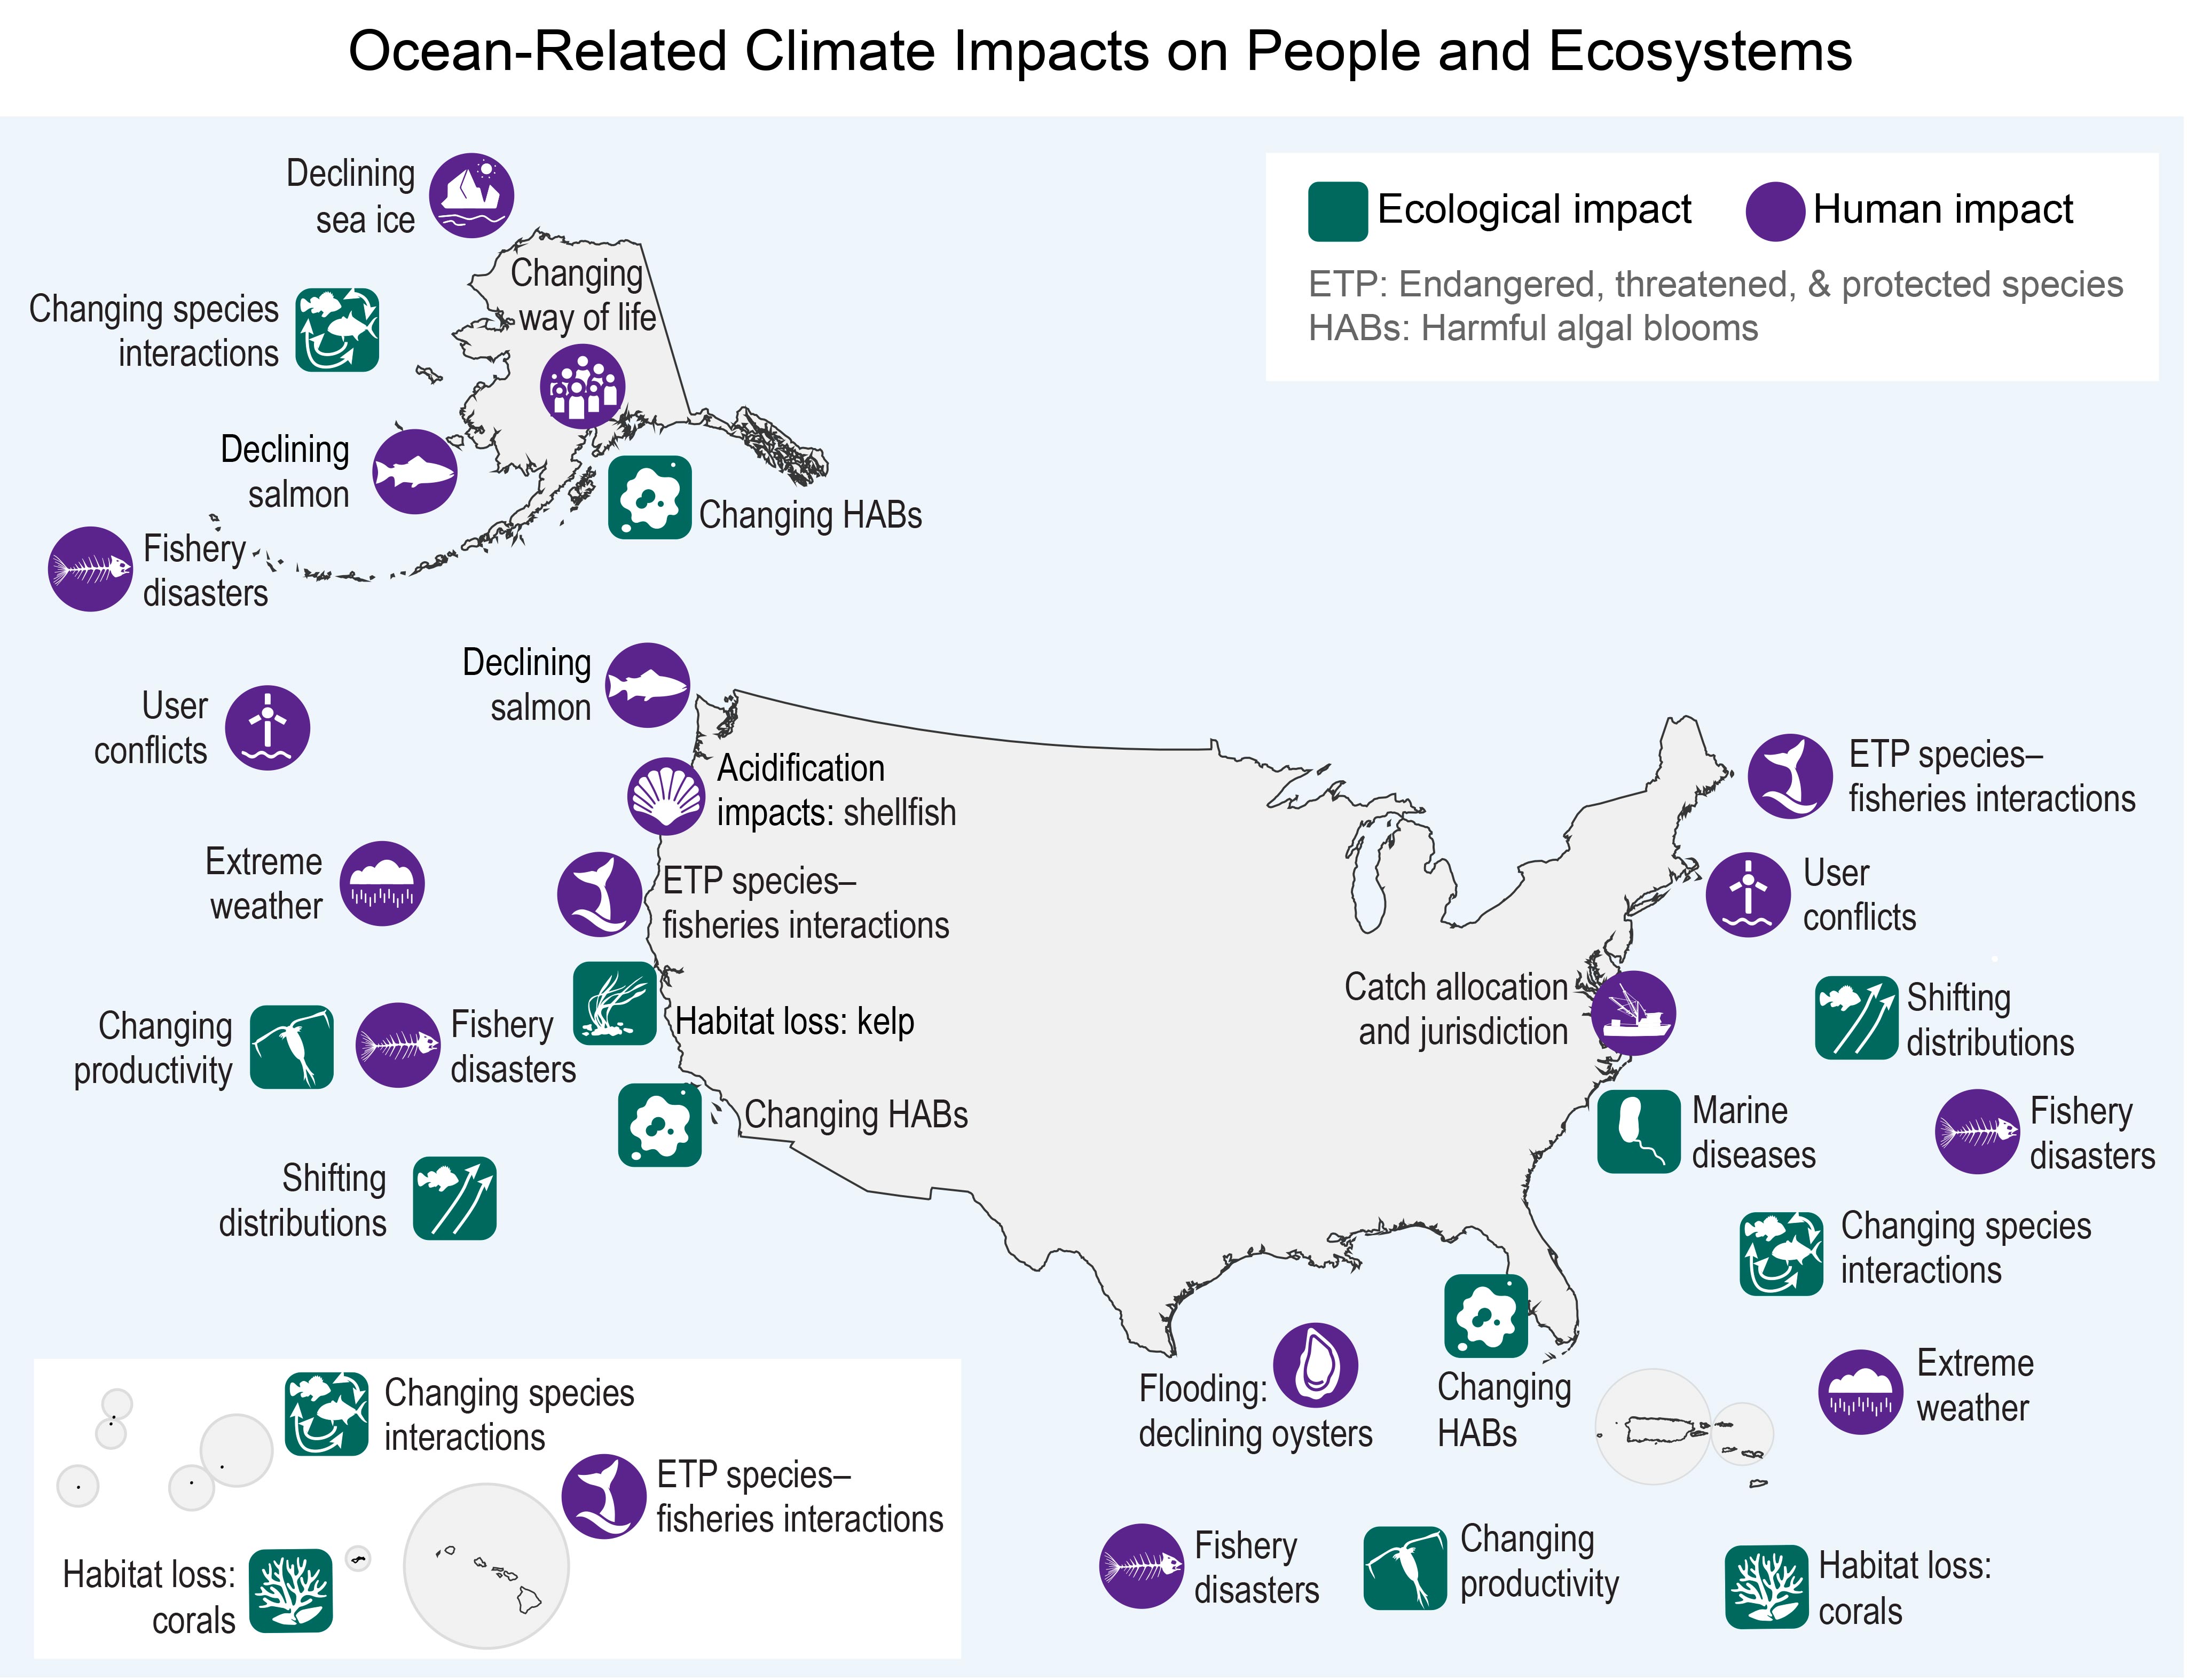 Ocean-Related Climate Impacts on People and Ecosystems
Ecological impact
Human impact
ETP: Endangered, threatened, & protected species
HABs: Harmful algal blooms
Declining
sea ice
Changing
way of life
Changing species
interactions
Declining
salmon
Changing HABs
Fishery
disasters
Declining
salmon
User
conflicts
Acidification
impacts: shellfish
Extreme
weather
ETP species–
fisheries interactions
Changing
productivity
Fishery
disasters
Habitat loss: kelp
Changing HABs
Shifting
distributions
ETP species–
fisheries interactions
User
conflicts
Catch allocation
and jurisdiction
Shifting
distributions
Marine
diseases
Fishery
disasters
Changing species
interactions
Flooding:
declining oysters
Changing
HABs
Extreme
weather
Fishery
disasters
Changing
productivity
Habitat loss:
corals
Changing species
interactions
ETP species–
fisheries interactions
Habitat loss:
corals